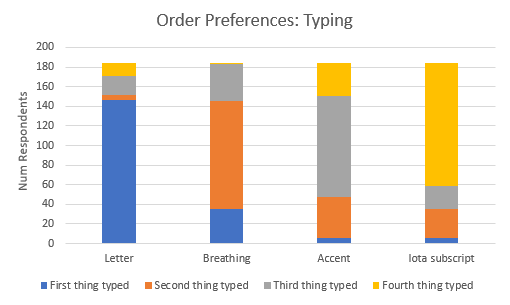 Order Preferences: Typing
200
180
160
140
120
100
80
60
40
20
0
Num Respondents
Letter Breathing Accent Iota subscript
First thing typed Second thing typed Third thing typed Fourth thing typed